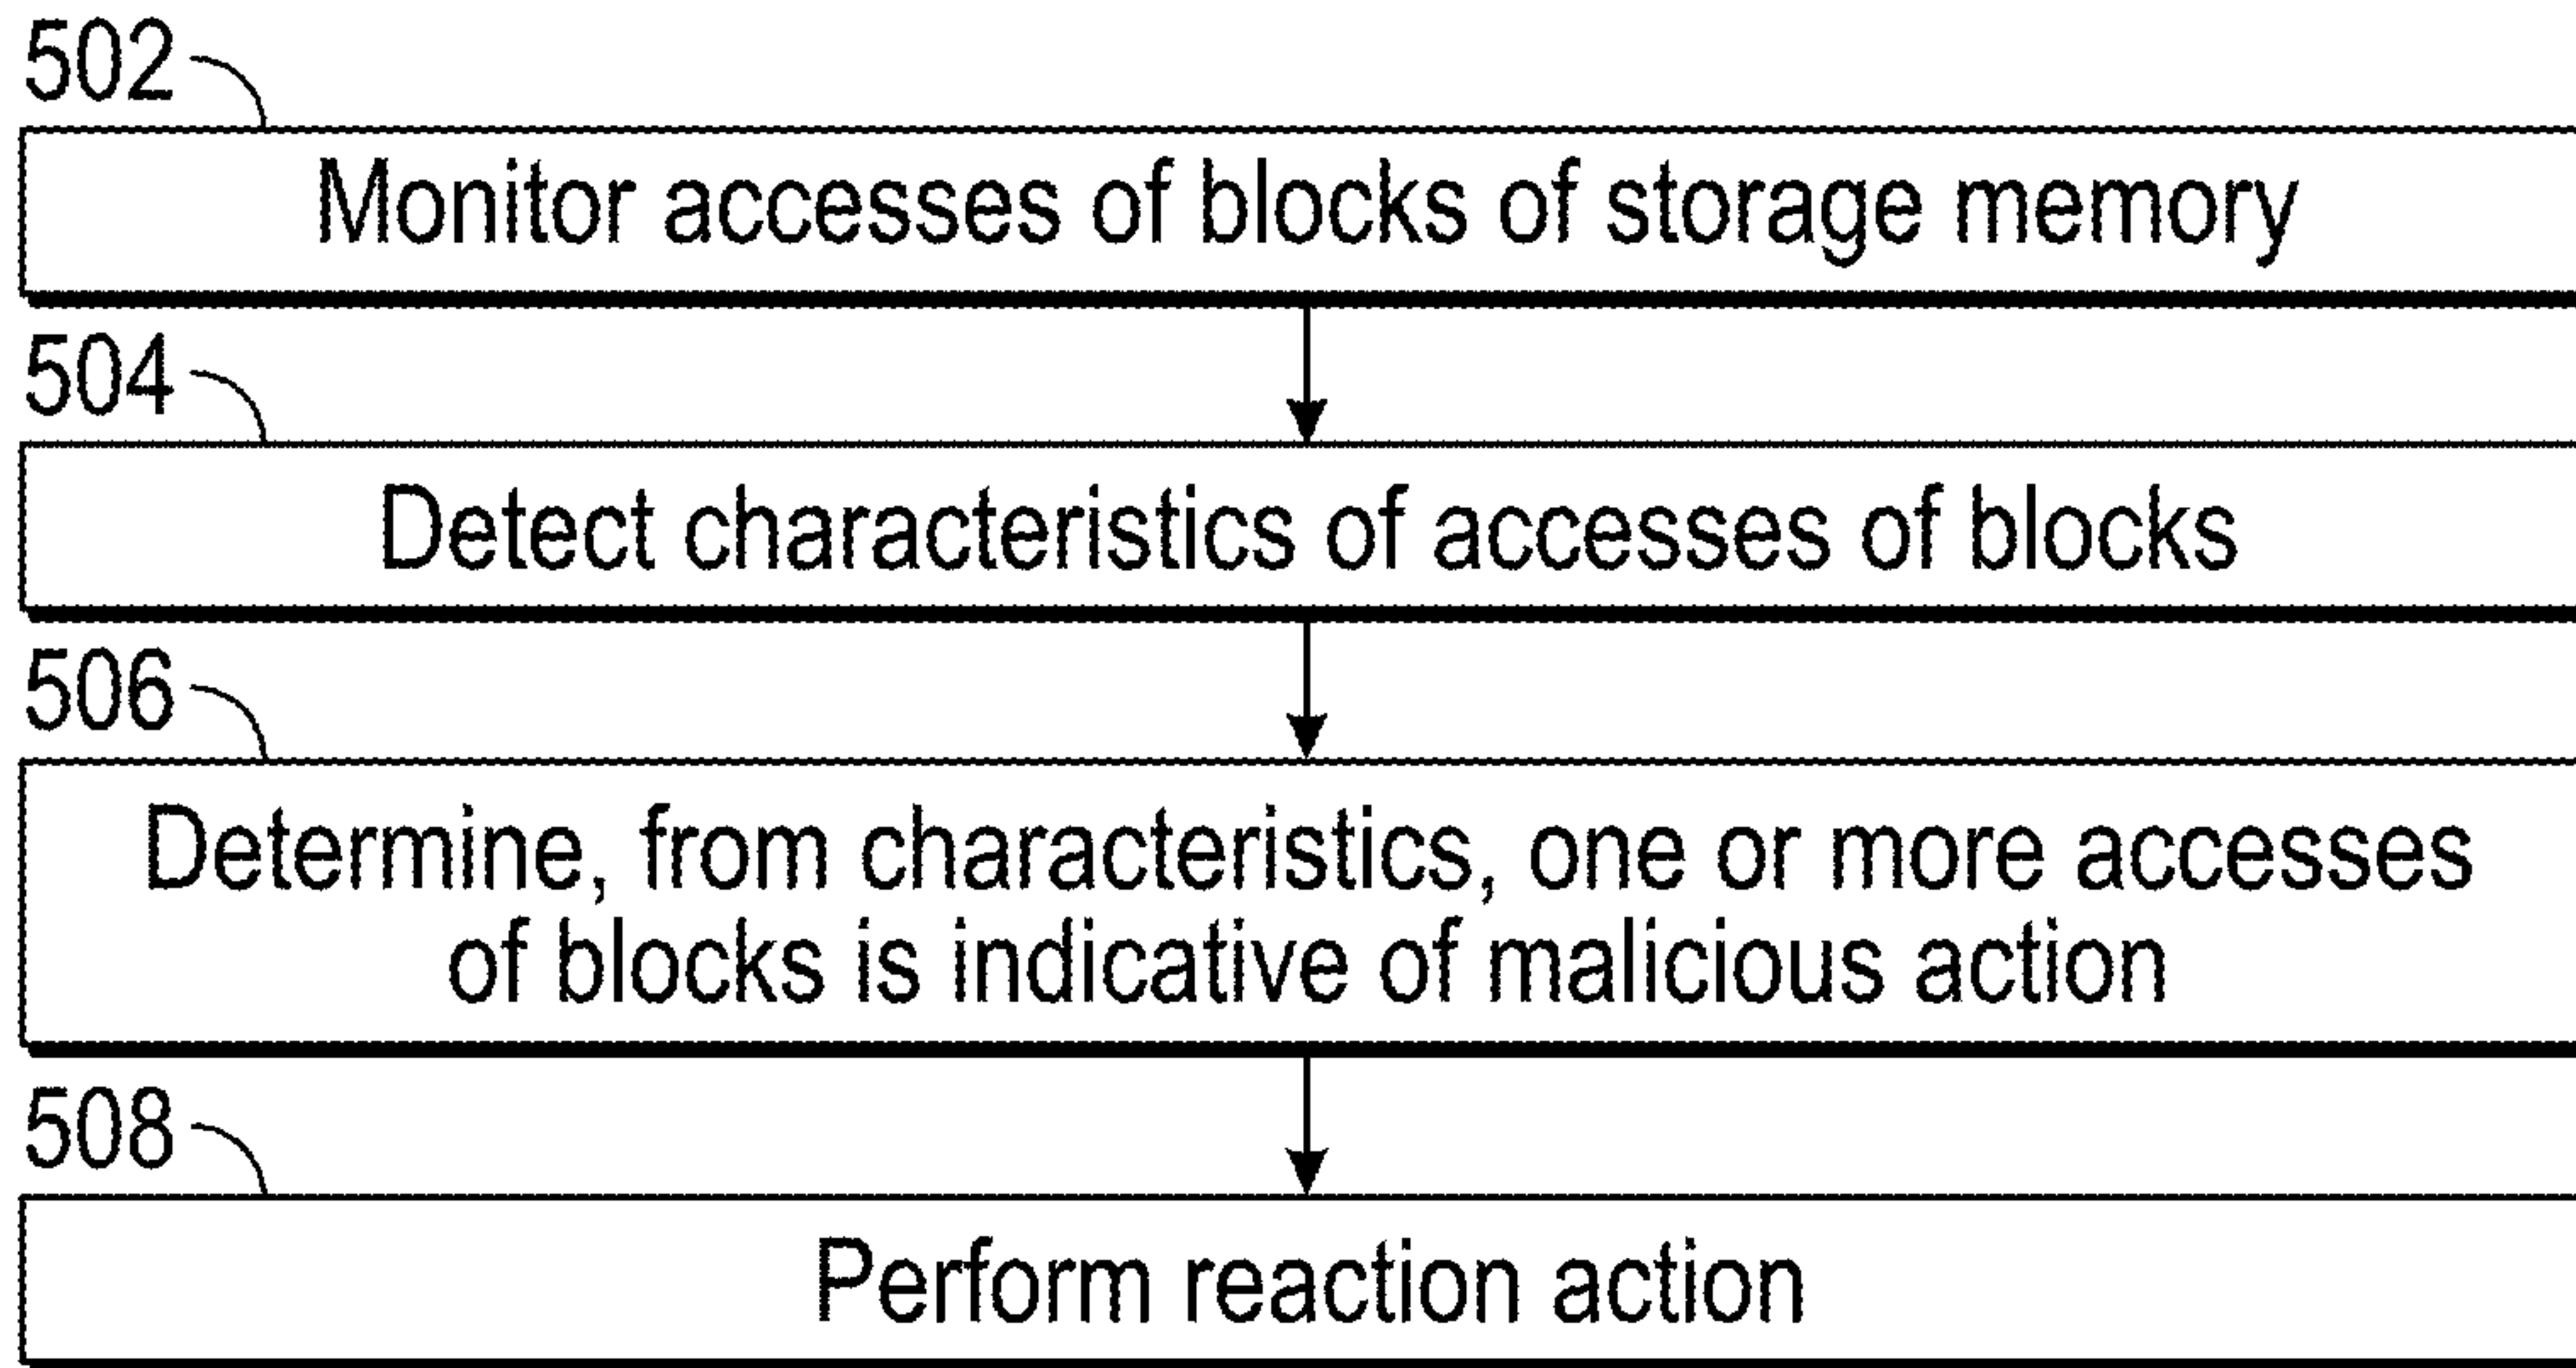 502
Monitor accesses of blocks of storage memory
504
Detect characteristics of accesses of blocks
506
Determine, from characteristics, one or more accesses
of blocks is indicative of malicious action
508
Perform reaction action